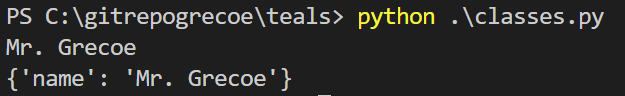 PS C:\gitrepogrecoe\teals> python .\classes.py
Mr. Grecoe
{'name': 'Mr. Grecoe'}